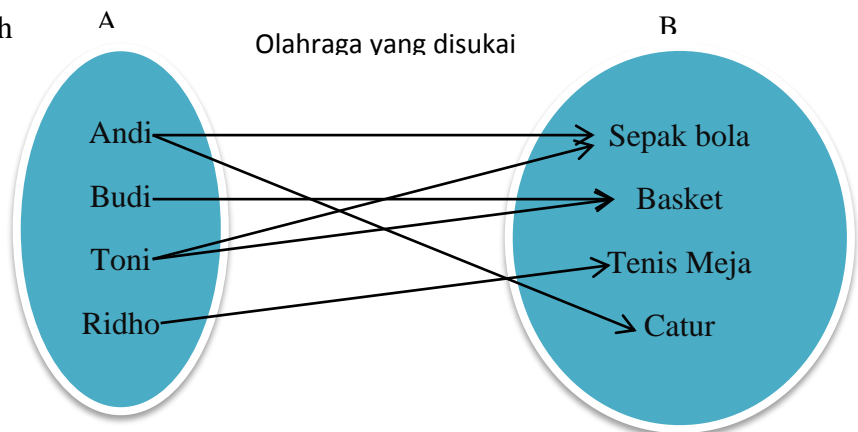 h
A
Olahraga yang disukai
B
Andi
Budi
Toni
Ridho
Sepak bola
Basket
Tenis Meja
Catur